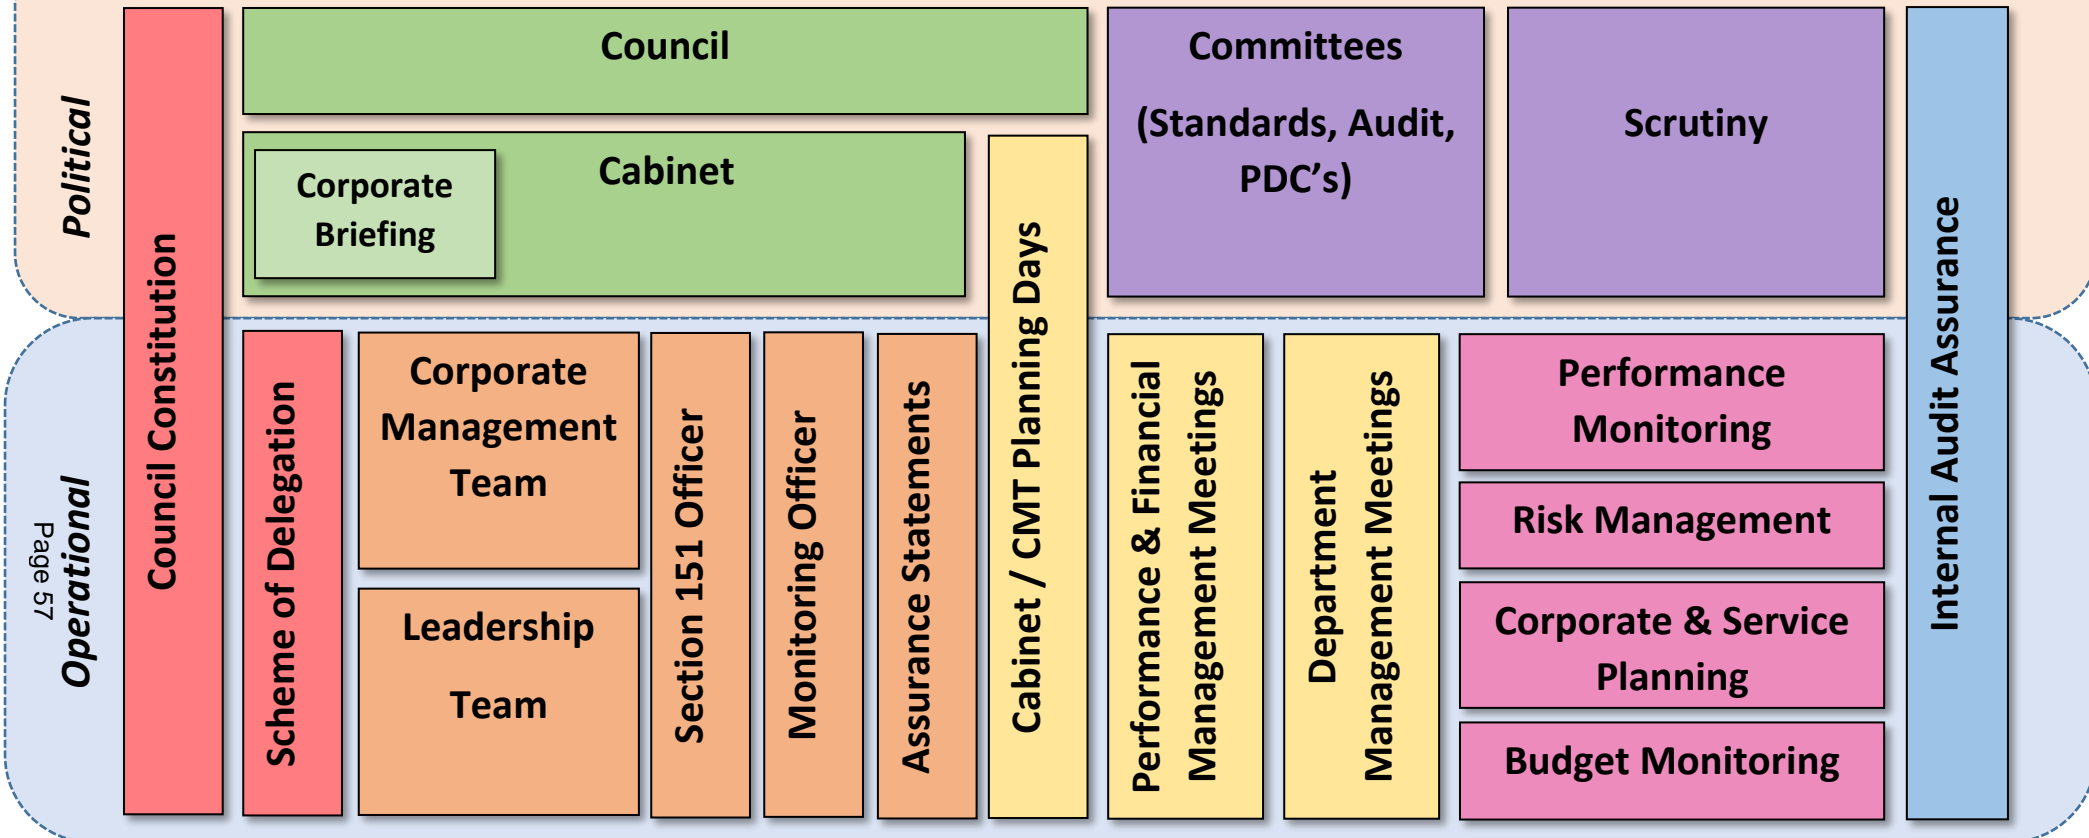 Political
Council Constitution
Council
Cabinet
Corporate
Briefing
Cabinet / CMT Planning Days
Committees
(Standards, Audit,
PDC’s)
Scrutiny
Internal Audit Assurance
Operational
Page 57
Scheme of Delegation
Corporate
Management
Team
Leadership
Team
Section 151 Officer
Monitoring Officer
Assurance Statements
Performance & Financial
Management Meetings
Department
Management Meetings
Performance
Monitoring
Risk Management
Corporate & Service
Planning
Budget Monitoring